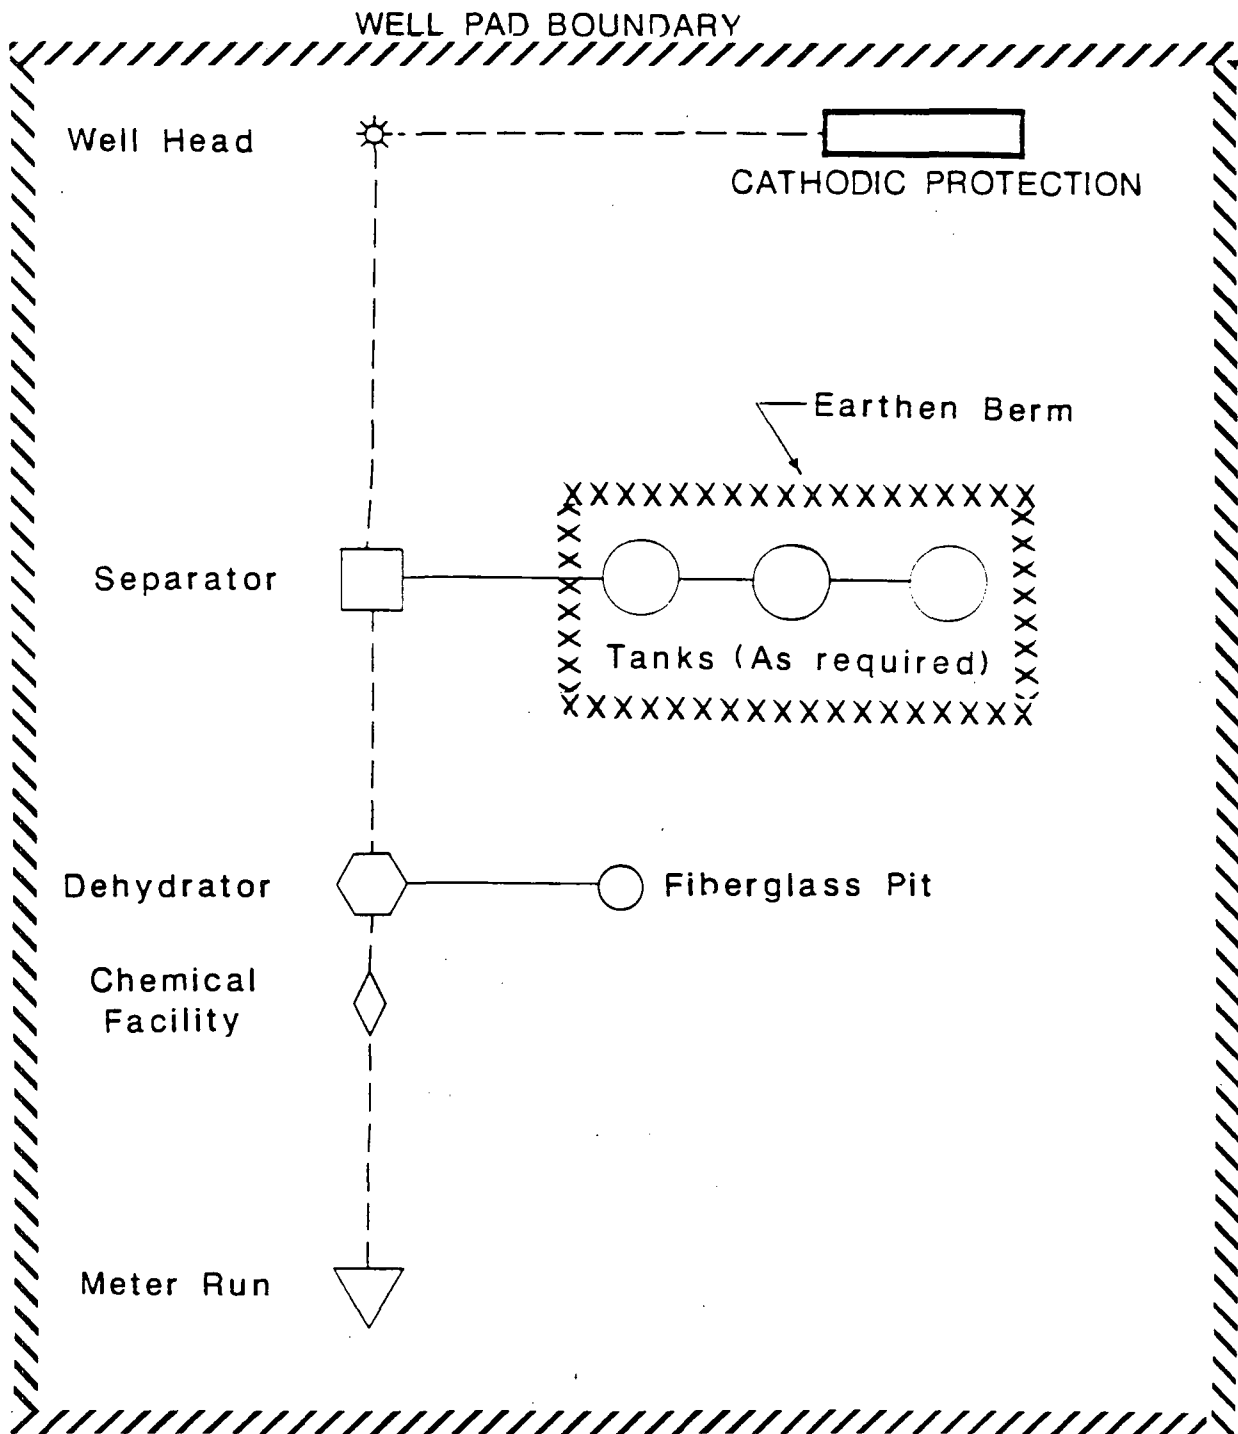 WELL PAD BOUNDARY
Well Head
CATHODIC PROTECTION
Earthen Berm
Separator
Tanks (As required)
Dehydrator
Fiberglass Pit
Chemical
Facility
Meter Run